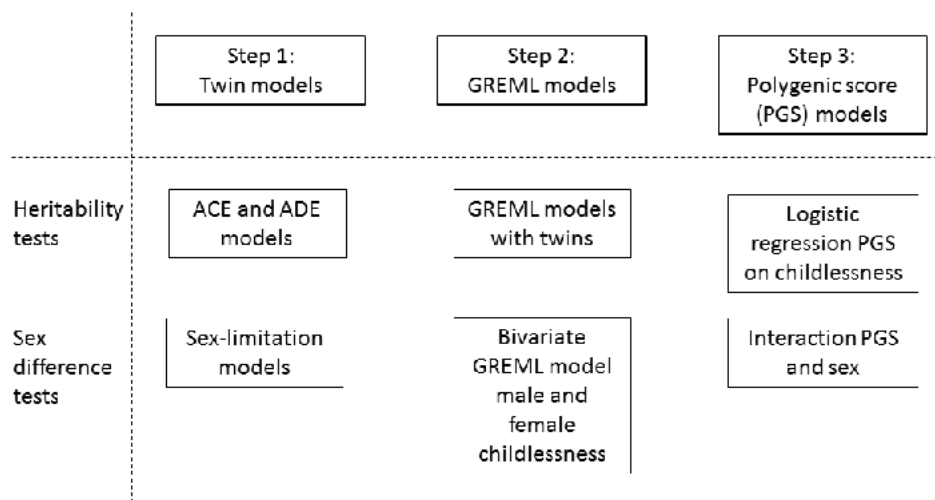 Step 1:
Twin models
Step 2:
GREML models
Step 3:
Polygenic score
(PGS) models
Heritability
tests
ACE and ADE
models
GREML models
with twins
Logistic
regression PGS
on childlessness
Sex
difference
tests
Sex-limitation
models
Bivariate
GREML model
male and
female
childlessness
Interaction PGS
and sex